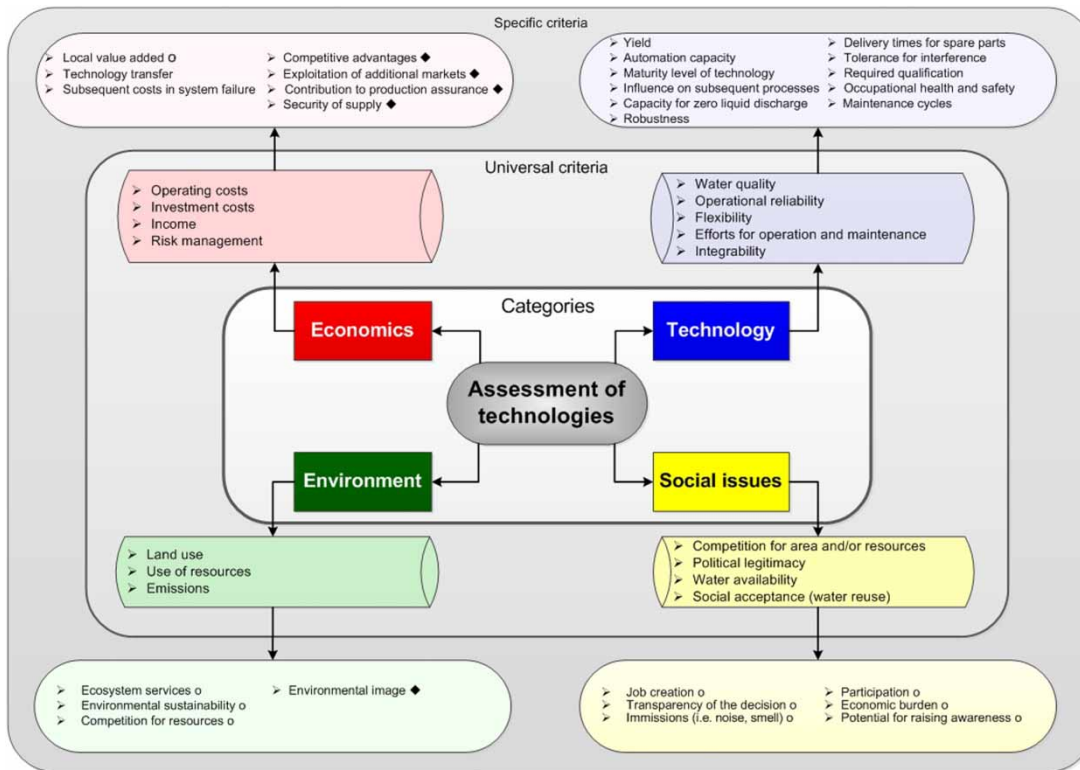 Specific criteria
➢ Local value added o
➢ Technology transfer
➢ Subsequent costs in system failure
➢ Competitive advantages ◆
➢ Exploitation of additional markets ◆
➢ Contribution to production assurance ◆
➢ Security of supply ◆
➢ Yield
➢ Automation capacity
➢ Maturity level of technology
➢ Influence on subsequent processes
➢ Capacity for zero liquid discharge
➢ Robustness
➢ Delivery times for spare parts
➢ Tolerance for interference
➢ Required qualification
➢ Occupational health and safety
➢ Maintenance cycles
Universal criteria
➢ Operating costs
➢ Investment costs
➢ Income
➢ Risk management
➢ Water quality
➢ Operational reliability
➢ Flexibility
➢ Efforts for operation and maintenance
➢ Integrability
Categories
Economics
Technology
Assessment of
technologies
Environment
Social issues
➢ Land use
➢ Use of resources
➢ Emissions
➢ Competition for area and/or resources
➢ Political legitimacy
➢ Water availability
➢ Social acceptance (water reuse)
➢ Ecosystem services o
➢ Environmental sustainability o
➢ Competition for resources o
➢ Environmental image ◆
➢ Job creation o
➢ Transparency of the decision o
➢ Immissions (i.e. noise, smell) o
➢ Participation o
➢ Economic burden o
➢ Potential for raising awareness o